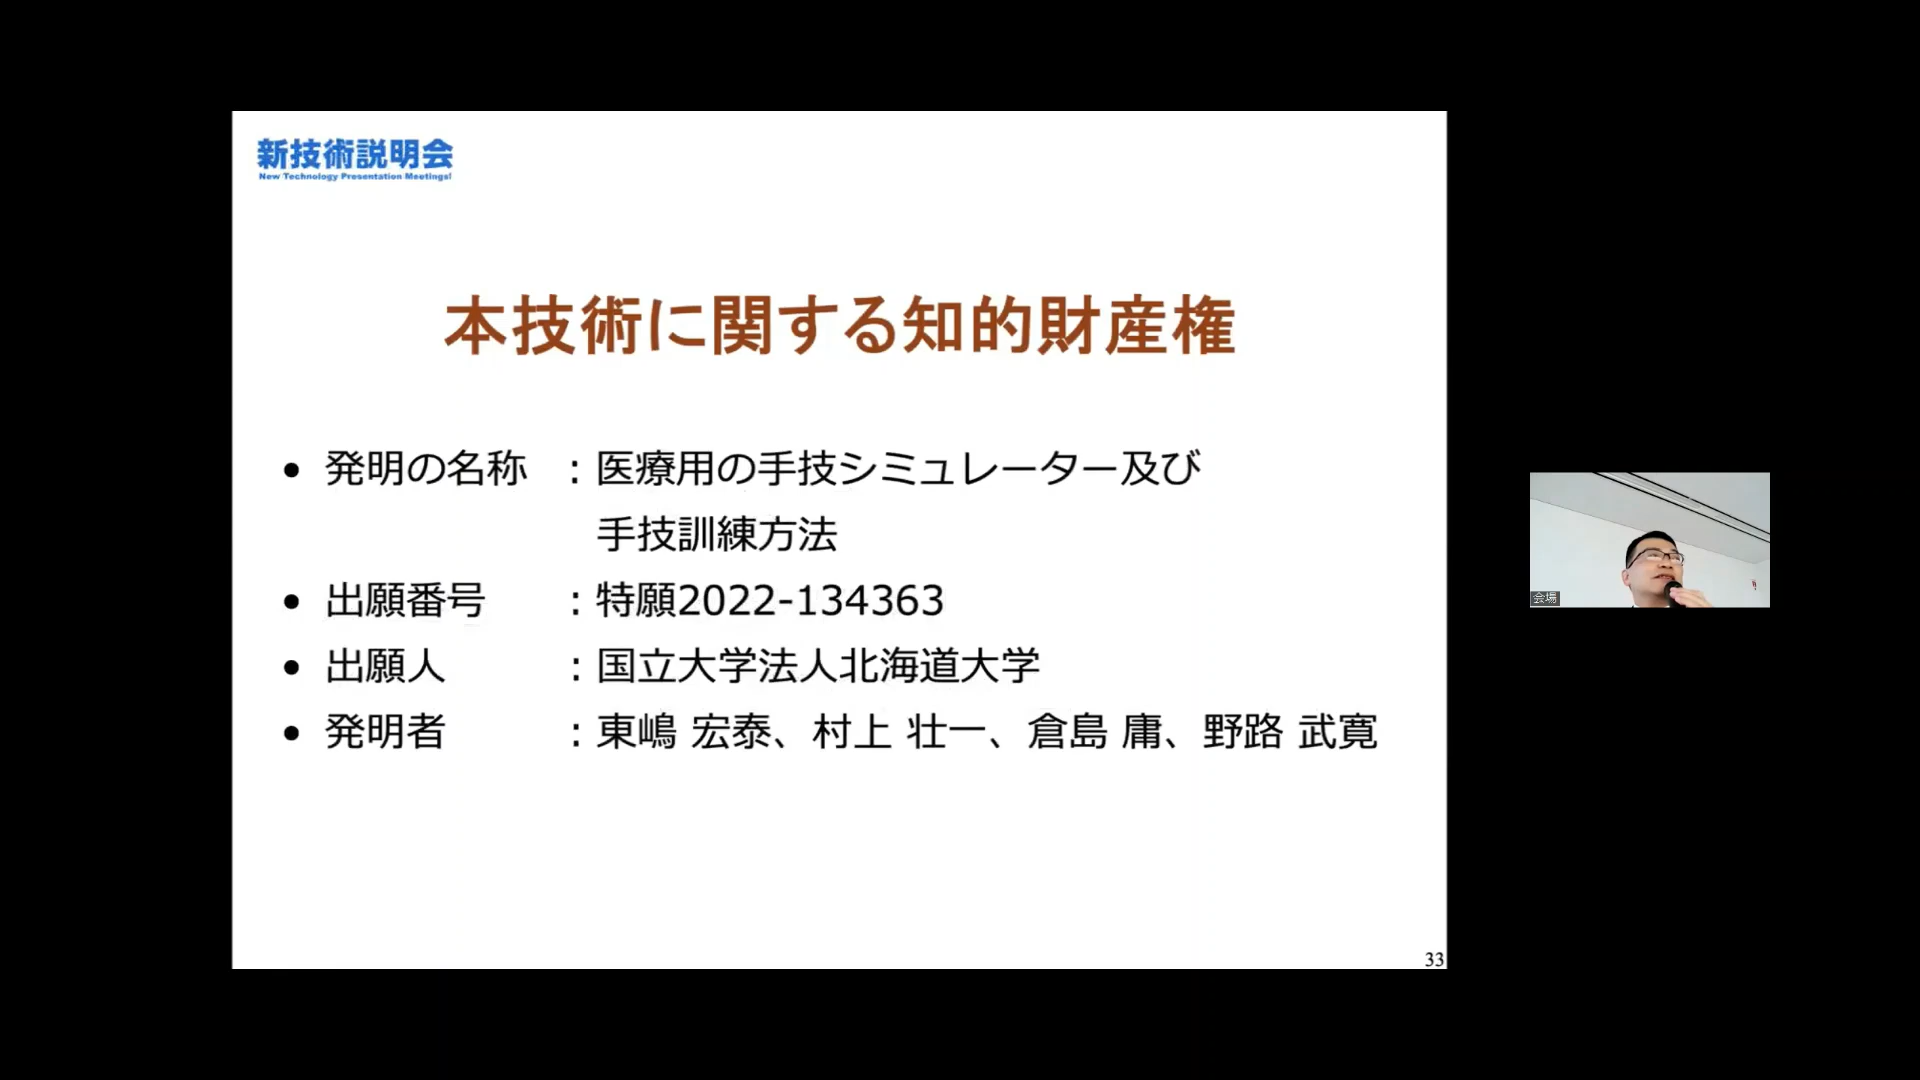 新技術説明会
New Technology Presentation Meetings!
本技術に関する知的財産権
• 発明の名称 ：医療用の手技シミュレーター及び
手技訓練方法
• 出願番号 ：特願2022-134363
• 出願人 ：国立大学法人北海道大学
• 発明者 ：東嶋 宏泰、村上 壮一、倉島 庸、野路 武寛
33
会場